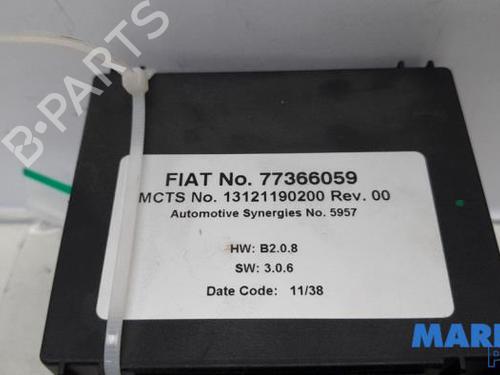 B-PARTS
FIAT No. 77366059
MCTS No. 13121190200 Rev. 00
Automotive Synergies No. 5957
HW: B2.0.8
SW: 3.0.6
Date Code: 11/38